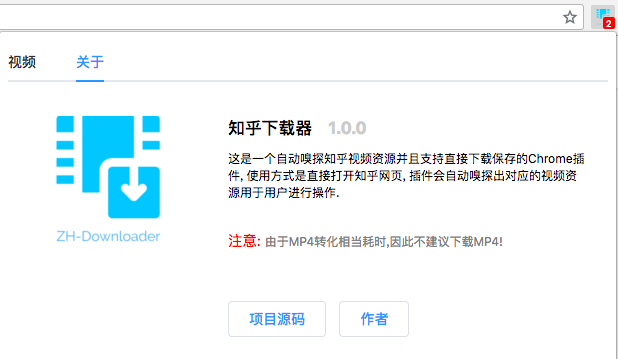 2
视频 关于
知乎下载器 1.0.0
这是一个自动嗅探知乎视频资源并且支持直接下载保存的Chrome插
件, 使用方式是直接打开知乎网页, 插件会自动嗅探出对应的视频资
源用于用户进行操作.
ZH-Downloader
注意: 由于MP4转化相当耗时,因此不建议下载MP4!
项目源码 作者